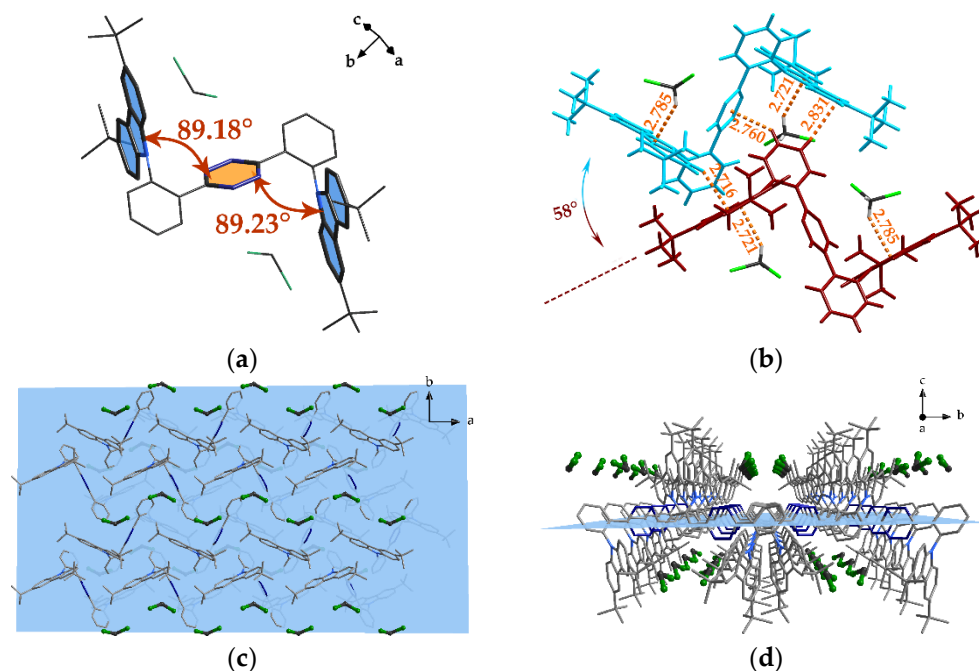 c
b
a
89.18°
89.23°
(a)
2.785
2.721
2.831
2.760
2.716
58°
2.721
2.785
(b)
b
a
(c)
c
b
a
(d)